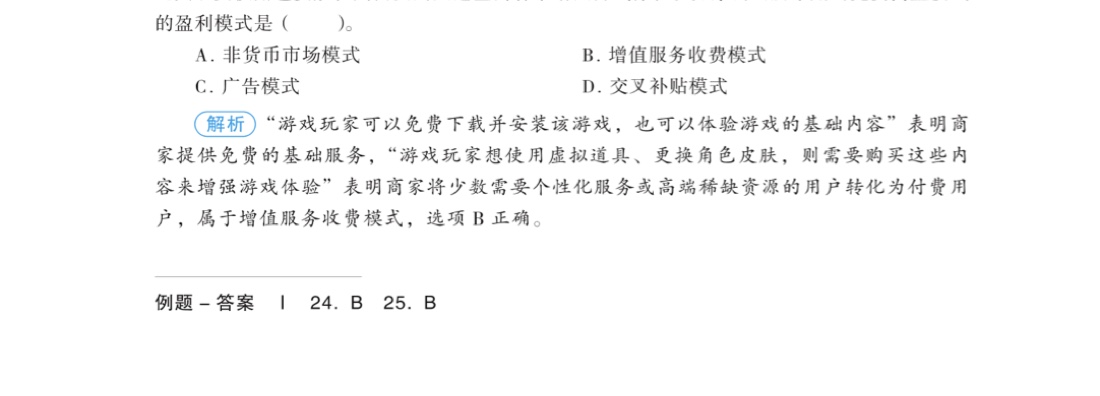 的盈利模式是（　　）。
A. 非货币市场模式　　B. 增值服务收费模式
C. 广告模式　　D. 交叉补贴模式
解析 “游戏玩家可以免费下载并安装该游戏，也可以体验游戏的基础内容”表明商
家提供免费的基础服务，“游戏玩家想使用虚拟道具、更换角色皮肤，则需要购买这些内
容来增强游戏体验”表明商家将少数需要个性化服务或高端稀缺资源的用户转化为付费用
户，属于增值服务收费模式，选项 B 正确。
例题 – 答案　|　24. B　25. B